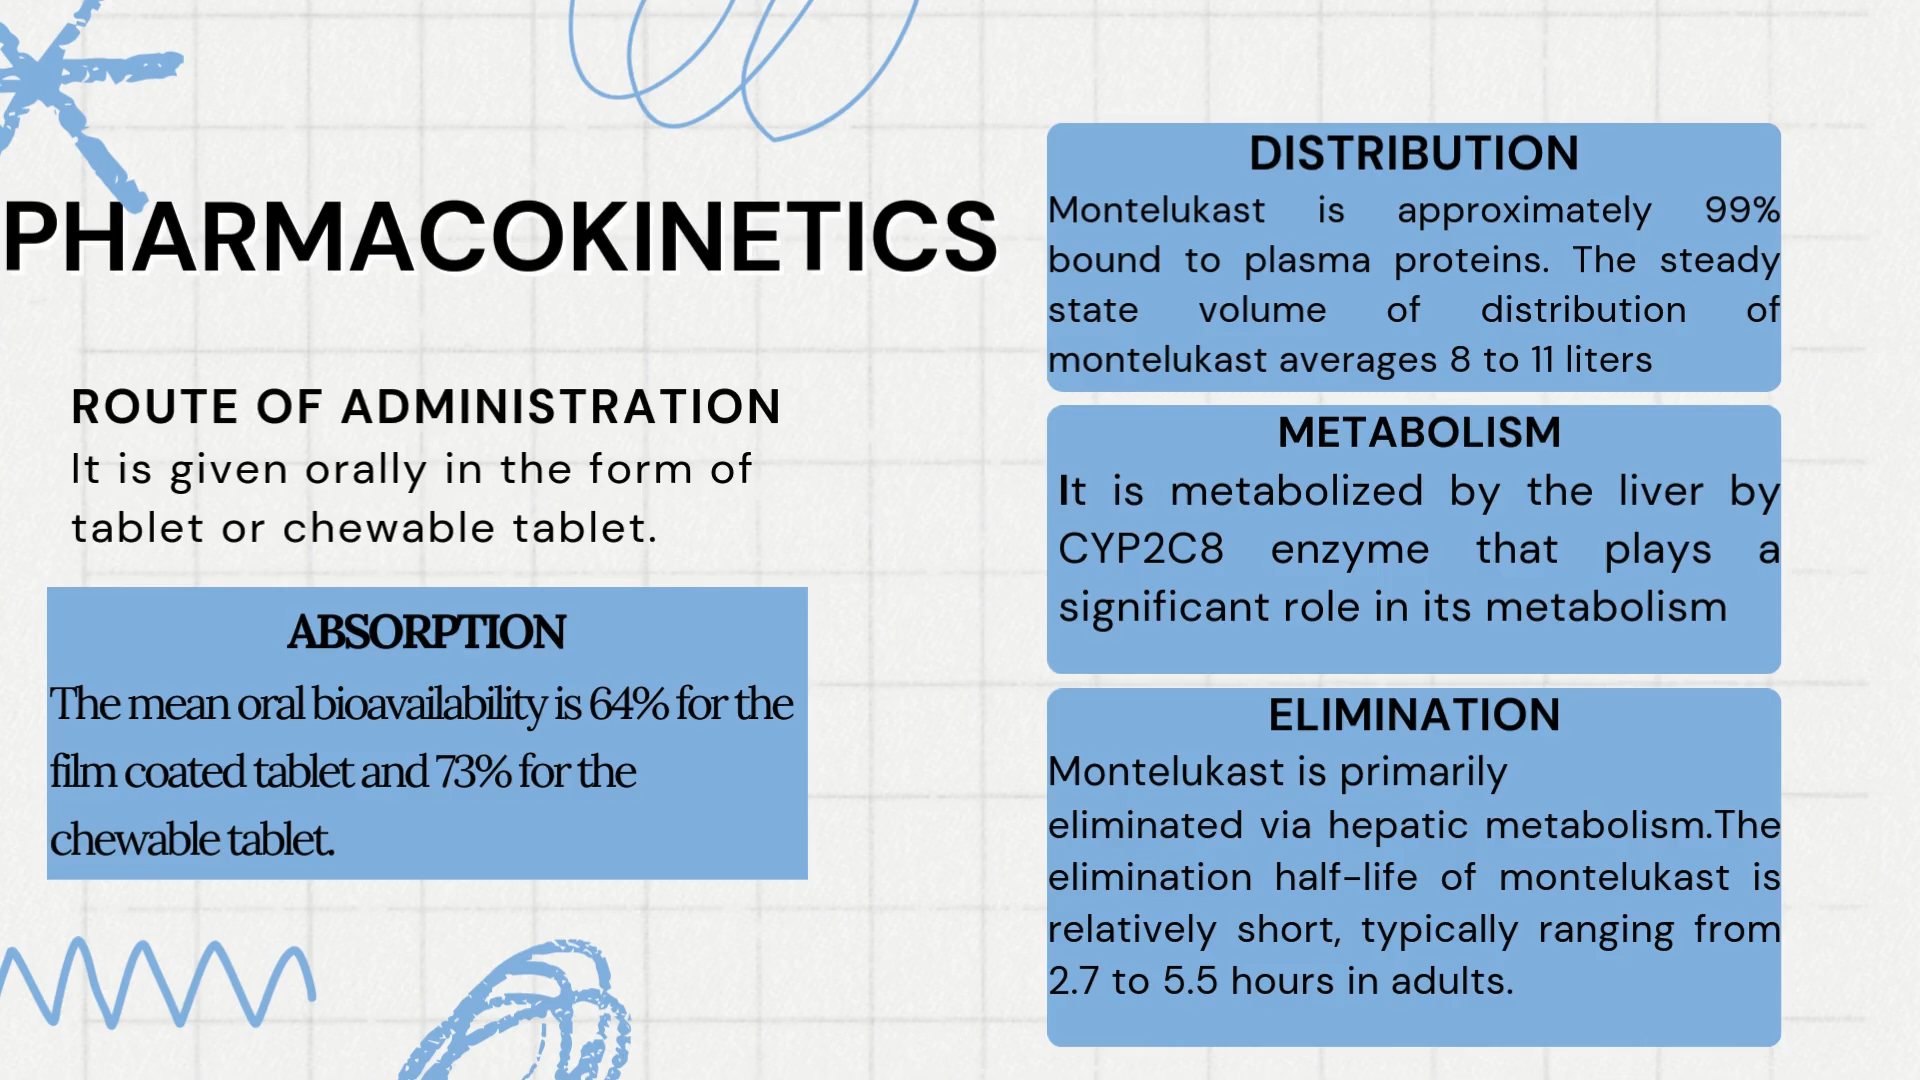 PHARMACOKINETICS
ROUTE OF ADMINISTRATION
It is given orally in the form of
tablet or chewable tablet.
ABSORPTION
The mean oral bioavailability is 64% for the
film coated tablet and 73% for the
chewable tablet.
DISTRIBUTION
Montelukast is approximately 99%
bound to plasma proteins. The steady
state volume of distribution of
montelukast averages 8 to 11 liters
METABOLISM
It is metabolized by the liver by
CYP2C8 enzyme that plays a
significant role in its metabolism
ELIMINATION
Montelukast is primarily
eliminated via hepatic metabolism.The
elimination half-life of montelukast is
relatively short, typically ranging from
2.7 to 5.5 hours in adults.